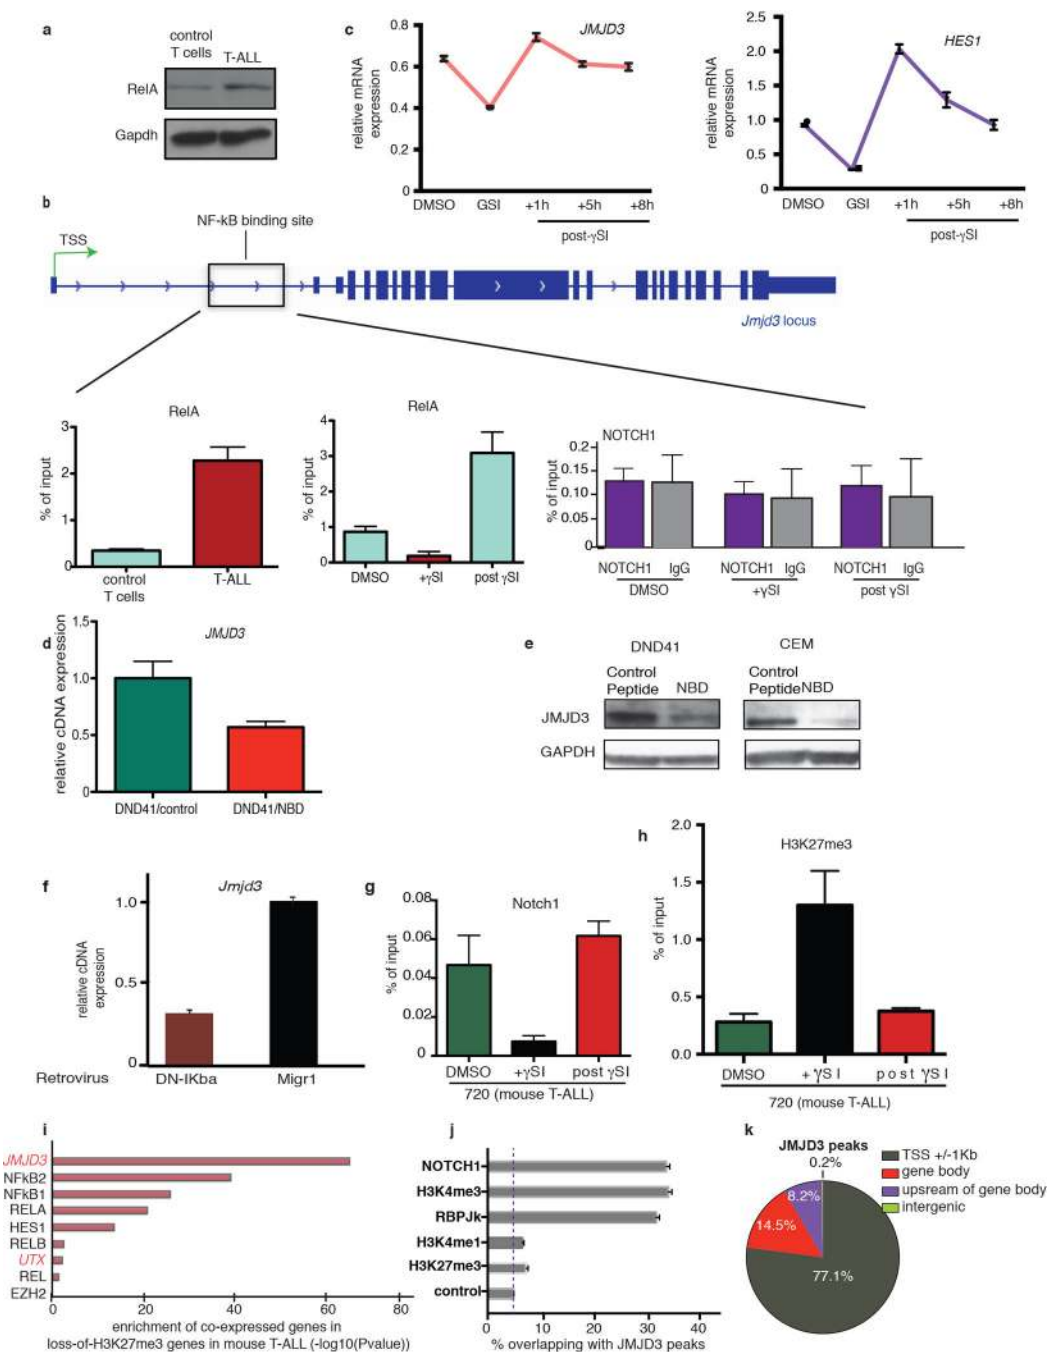 a
control
T cells
T-ALL
RelA
Gapdh
c
JMJD3
relative mRNA
expression
0.8
0.6
0.4
0.2
0
DMSO GSI +1h +5h +8h
post-γSI
HES1
relative mRNA
expression
2.5
2.0
1.5
1.0
0.5
0
DMSO GSI +1h +5h +8h
post-γSI
b
NF-kB binding site
TSS
Jmjd3 locus
RelA
% of input
3
2
1
0
control
T cells
T-ALL
RelA
% of input
4
3
2
1
0
DMSO +γSI post γSI
NOTCH1
% of input
0.2
0.15
0.10
0.05
0
NOTCH1 IgG NOTCH1 IgG NOTCH1 IgG
DMSO +γSI post γSI
d
JMJD3
relative cDNA expression
1.5
1.0
0.5
0
DND41/control DND41/NBD
e
DND41 CEM
Control
Peptide NBD
Control
Peptide NBD
JMJD3
GAPDH
f
Jmjd3
relative cDNA
expression
1.0
0.5
0
Retrovirus DN-IKba Migr1
g
Notch1
% of input
0.08
0.06
0.04
0.02
0
DMSO +γSI post γSI
720 (mouse T-ALL)
h
H3K27me3
% of input
2.0
1.5
1.0
0.5
0.0
DMSO +γSI post γSI
720 (mouse T-ALL)
i
JMJD3
NFkB2
NFkB1
RELA
HES1
RELB
UTX
REL
EZH2
0 20 40 60 80
enrichment of co-expressed genes in
loss-of-H3K27me3 genes in mouse T-ALL (-log10(Pvalue))
j
NOTCH1
H3K4me3
RBPJk
H3K4me1
H3K27me3
control
0 10 20 30 40
% overlapping with JMJD3 peaks
k
JMJD3 peaks
0.2%
8.2%
14.5%
77.1%
TSS +/-1Kb
gene body
upsream of gene body
intergenic